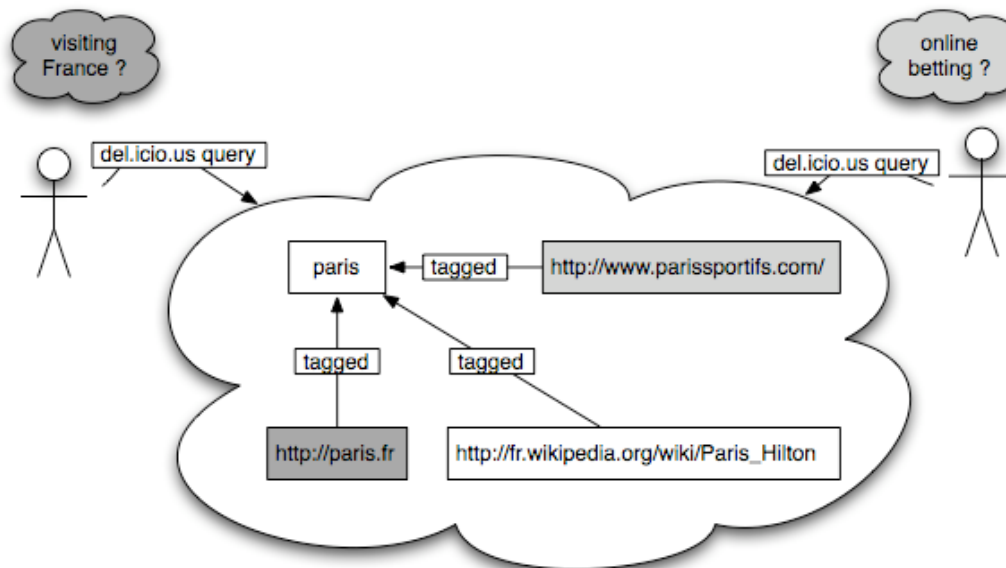 visiting
France ?
online
betting ?
del.icio.us query
del.icio.us query
paris
tagged
http://www.parissportifs.com/
tagged
tagged
http://paris.fr
http://fr.wikipedia.org/wiki/Paris_Hilton